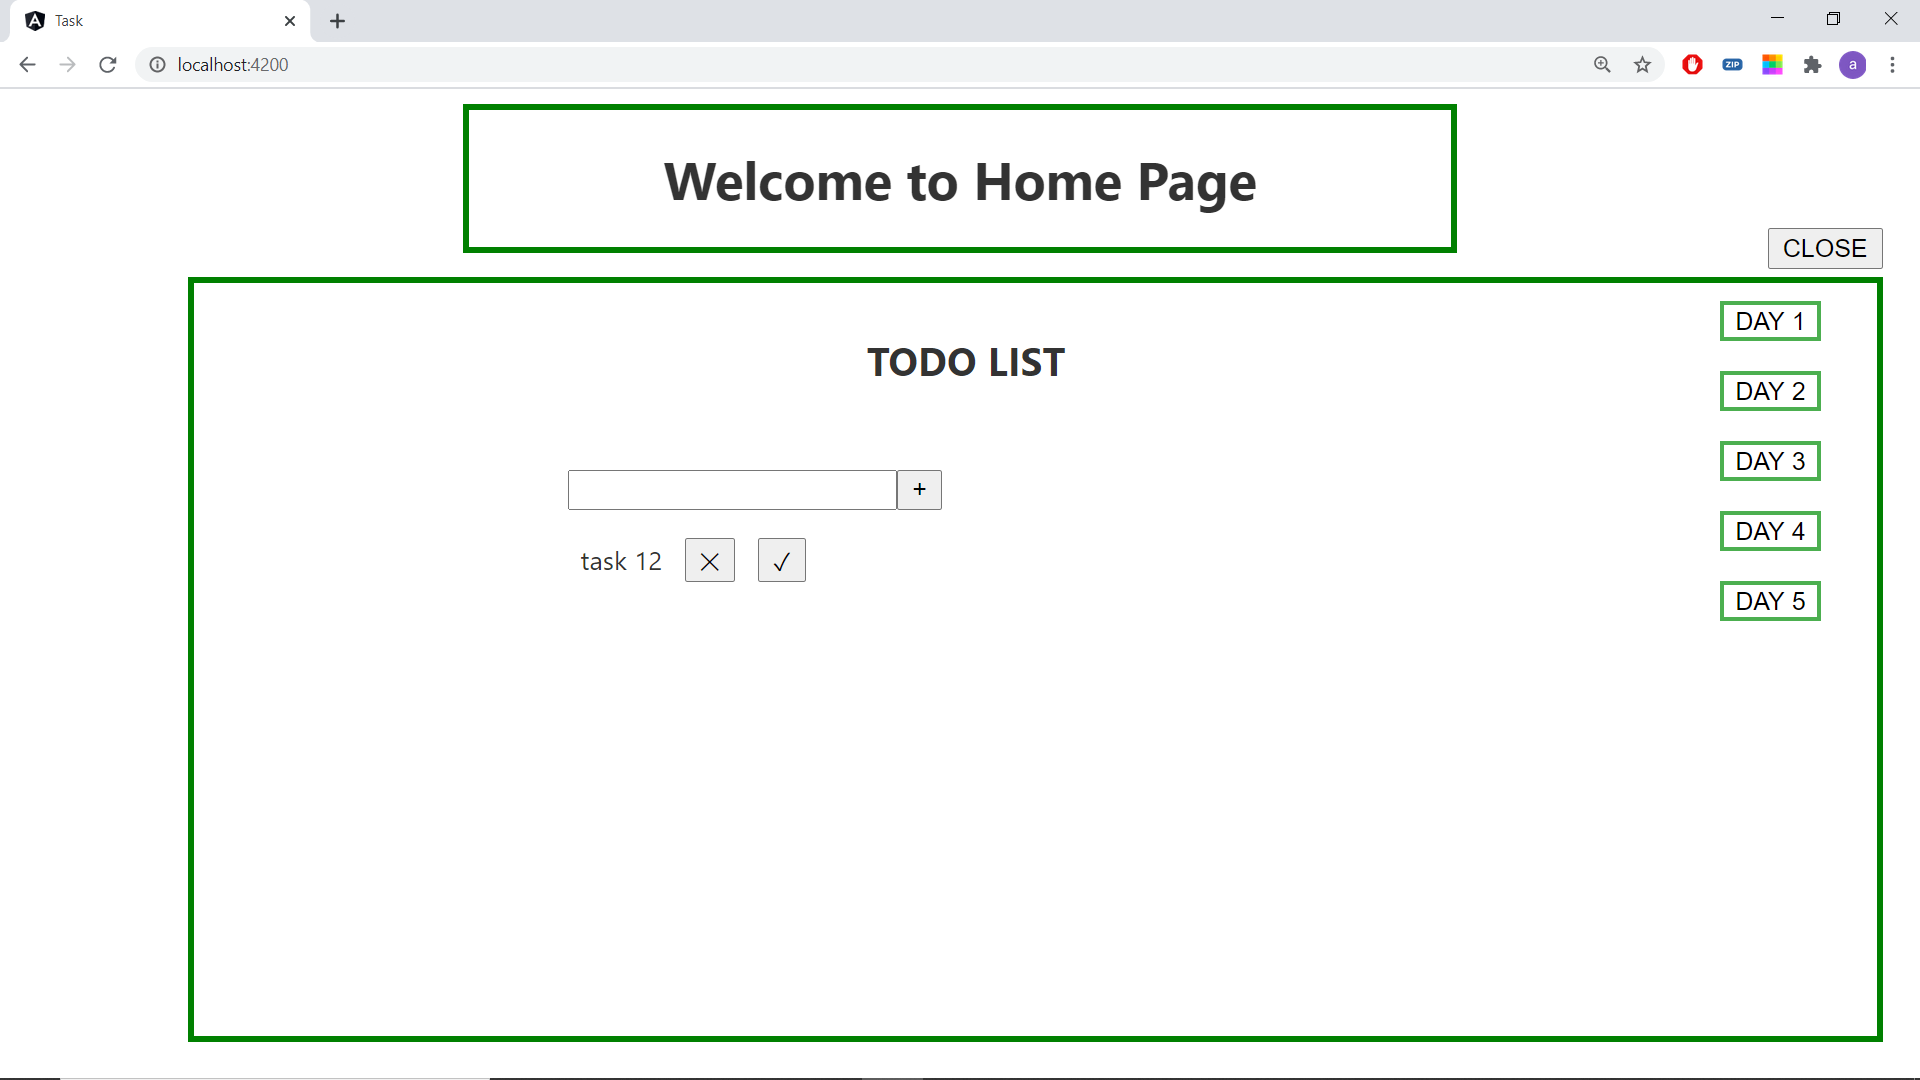 Task
localhost:4200
ZIP
a
Welcome to Home Page
CLOSE
DAY 1
TODO LIST
DAY 2
DAY 3
+
DAY 4
task 12 ✓
DAY 5